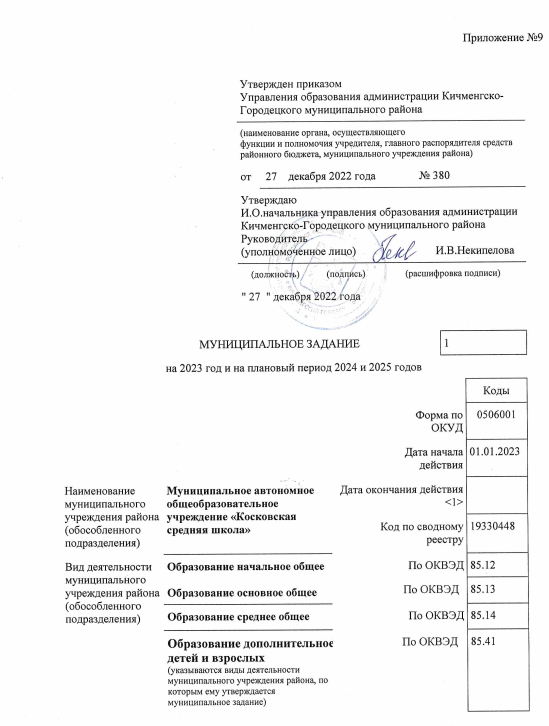 Приложение №9
Утвержден приказом
Управления образования администрации Кичменгско-
Городецкого муниципального района
(наименование органа, осуществляющего
функции и полномочия учредителя, главного распорядителя средств
районного бюджета, муниципального учреждения района)
от 27 декабря 2022 года № 380
Утверждаю
И.О.начальника управления образования администрации
Кичменгско-Городецкого муниципального района
Руководитель
(уполномоченное лицо) И.В.Некипелова
(должность) (подпись) (расшифровка подписи)
" 27 " декабря 2022 года
МУНИЦИПАЛЬНОЕ ЗАДАНИЕ 1
на 2023 год и на плановый период 2024 и 2025 годов
Коды
Форма по 0506001
ОКУД
Дата начала 01.01.2023
действия
Наименование Муниципальное автономное Дата окончания действия
муниципального общеобразовательное <1>
учреждения района учреждение «Косковская
(обособленного средняя школа» Код по сводному 19330448
подразделения) реестру
Вид деятельности Образование начальное общее По ОКВЭД 85.12
муниципального
учреждения района Образование основное общее По ОКВЭД 85.13
(обособленного
подразделения) Образование среднее общее По ОКВЭД 85.14
Образование дополнительное По ОКВЭД 85.41
детей и взрослых
(указываются виды деятельности
муниципального учреждения района, по
которым ему утверждается
муниципальное задание)